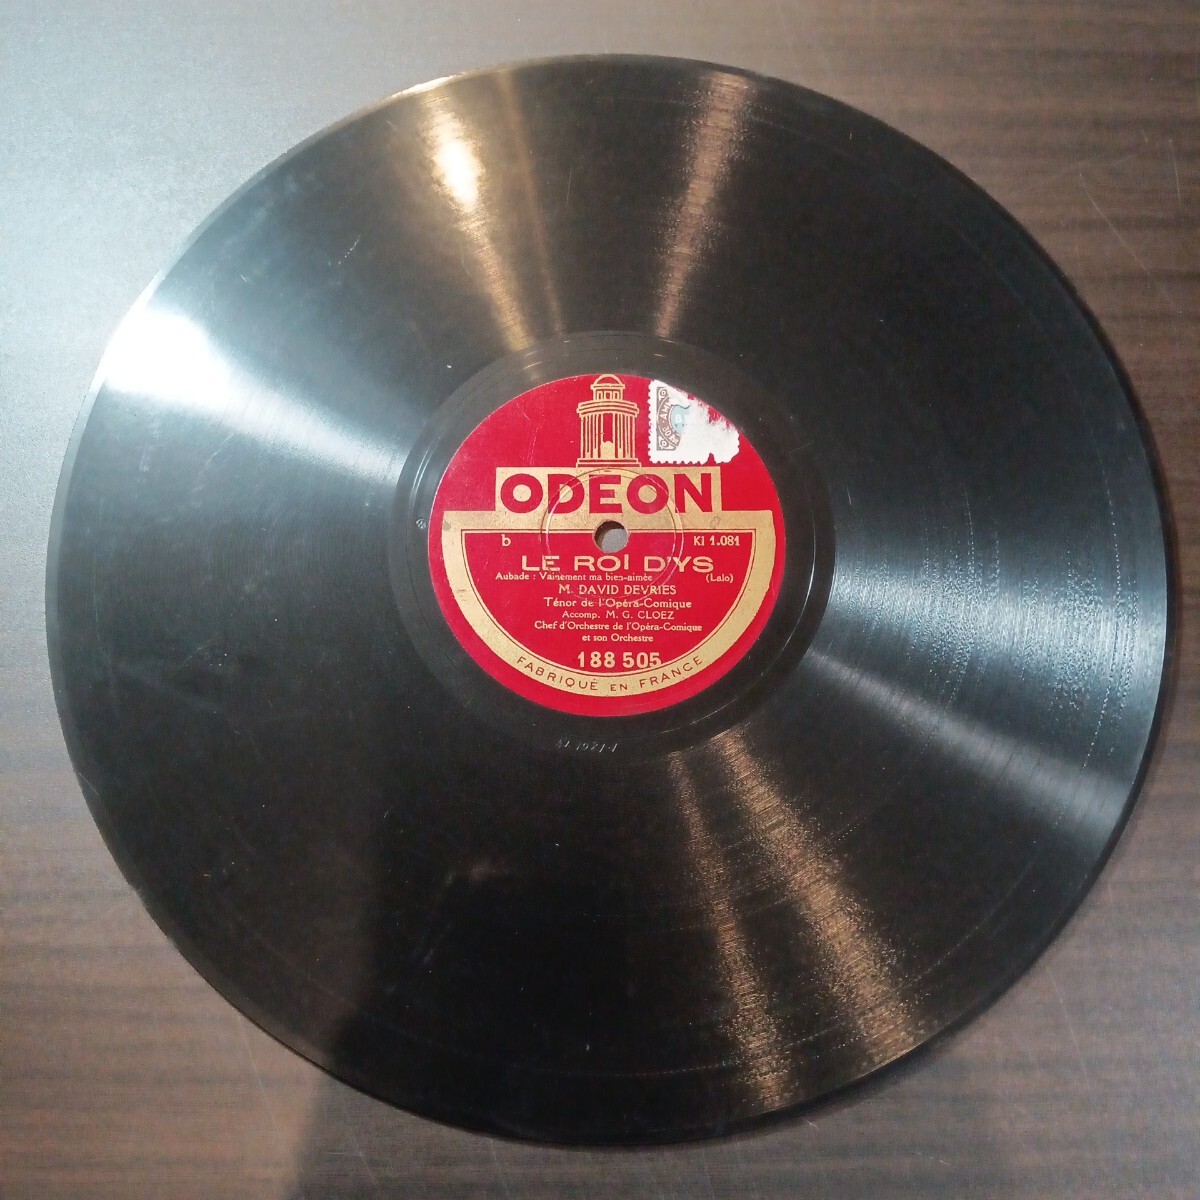 ODEON
b KI 1.081
LE ROI D'YS
Aubade : Vainement ma bien-aimée (Lalo)
M. DAVID DEVRIES
Ténor de l'Opéra-Comique
Accomp. M. G. CLOEZ
Chef d'Orchestre de l'Opéra-Comique
et son Orchestre
188 505
FABRIQUÉ EN FRANCE